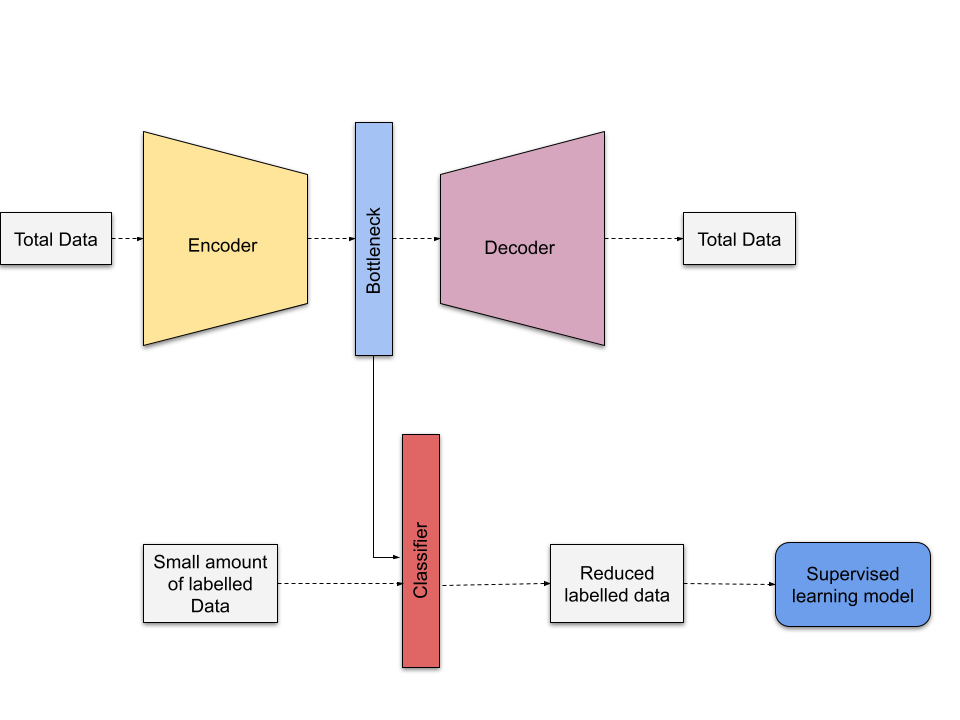 Total Data
Encoder
Bottleneck
Decoder
Total Data
Small amount
of labelled
Data
Classifier
Reduced
labelled data
Supervised
learning model